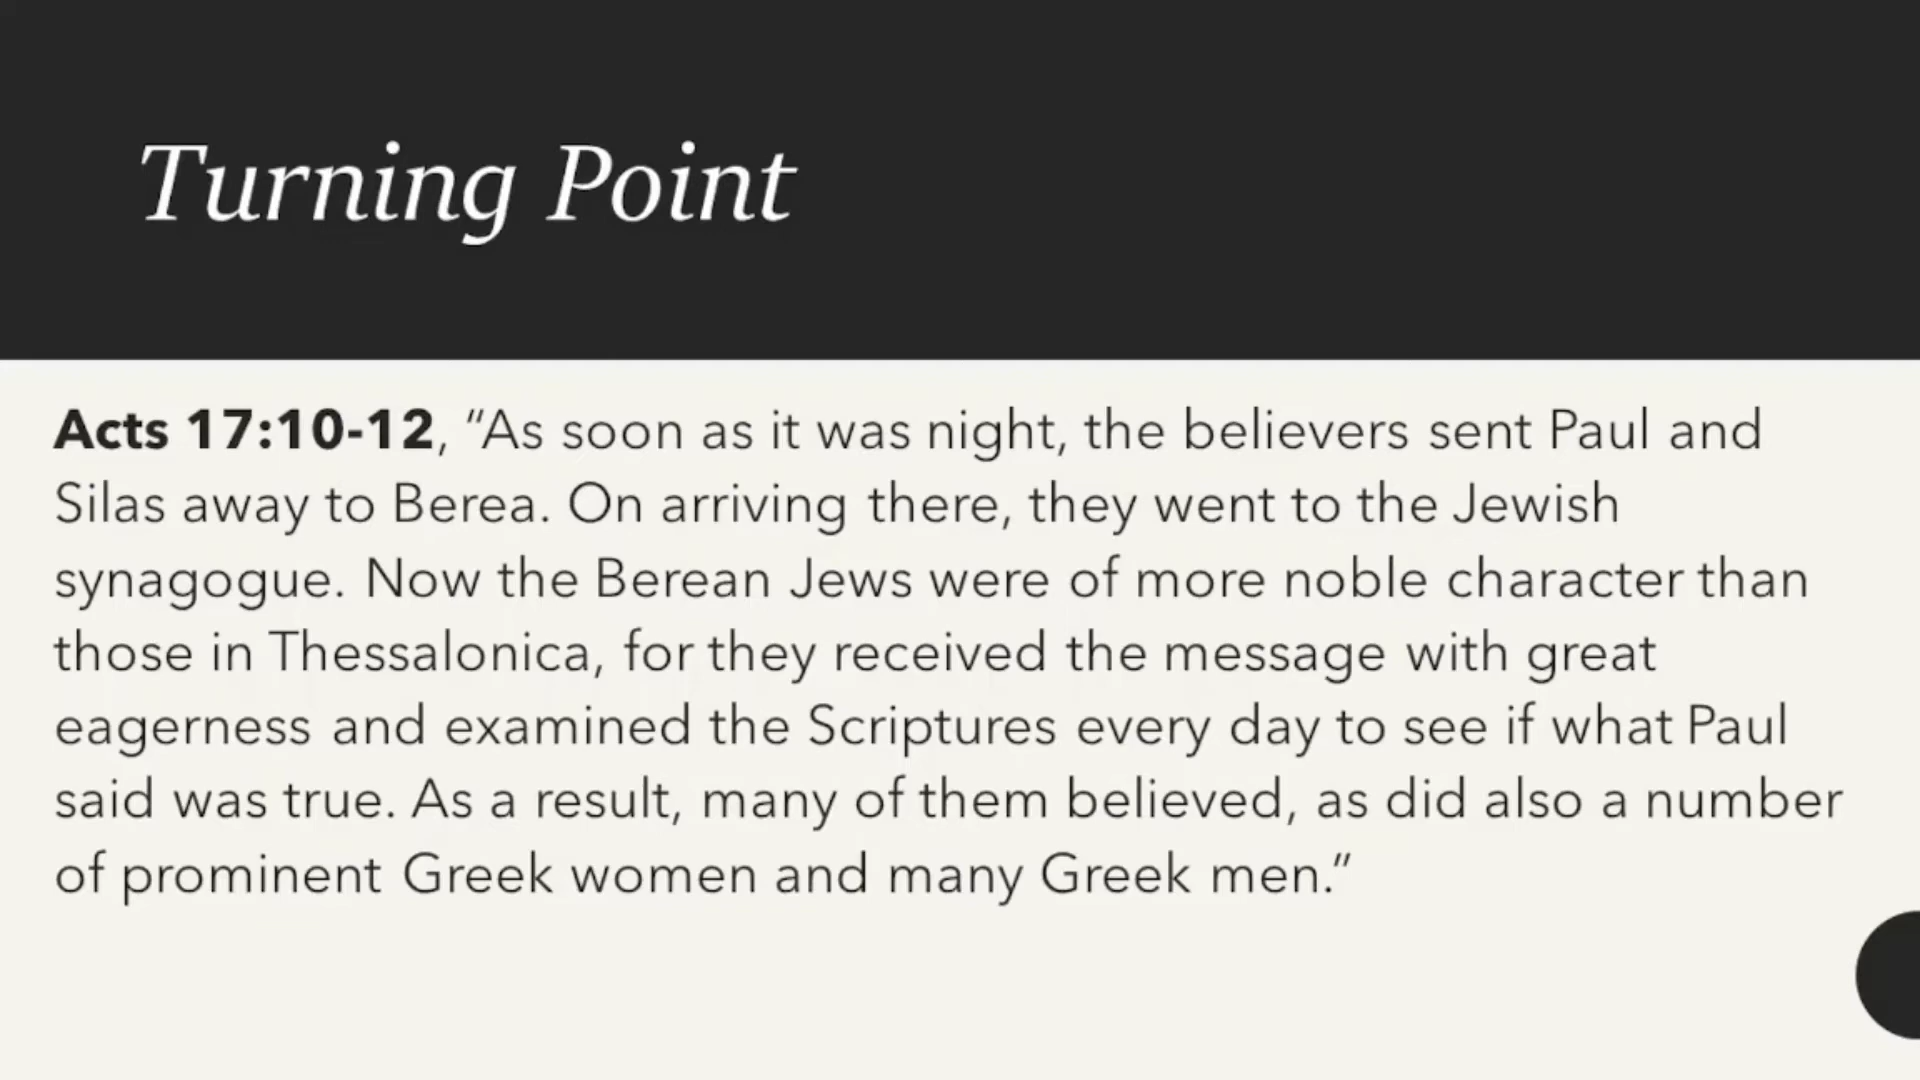 Turning Point
Acts 17:10-12, “As soon as it was night, the believers sent Paul and
Silas away to Berea. On arriving there, they went to the Jewish
synagogue. Now the Berean Jews were of more noble character than
those in Thessalonica, for they received the message with great
eagerness and examined the Scriptures every day to see if what Paul
said was true. As a result, many of them believed, as did also a number
of prominent Greek women and many Greek men.”